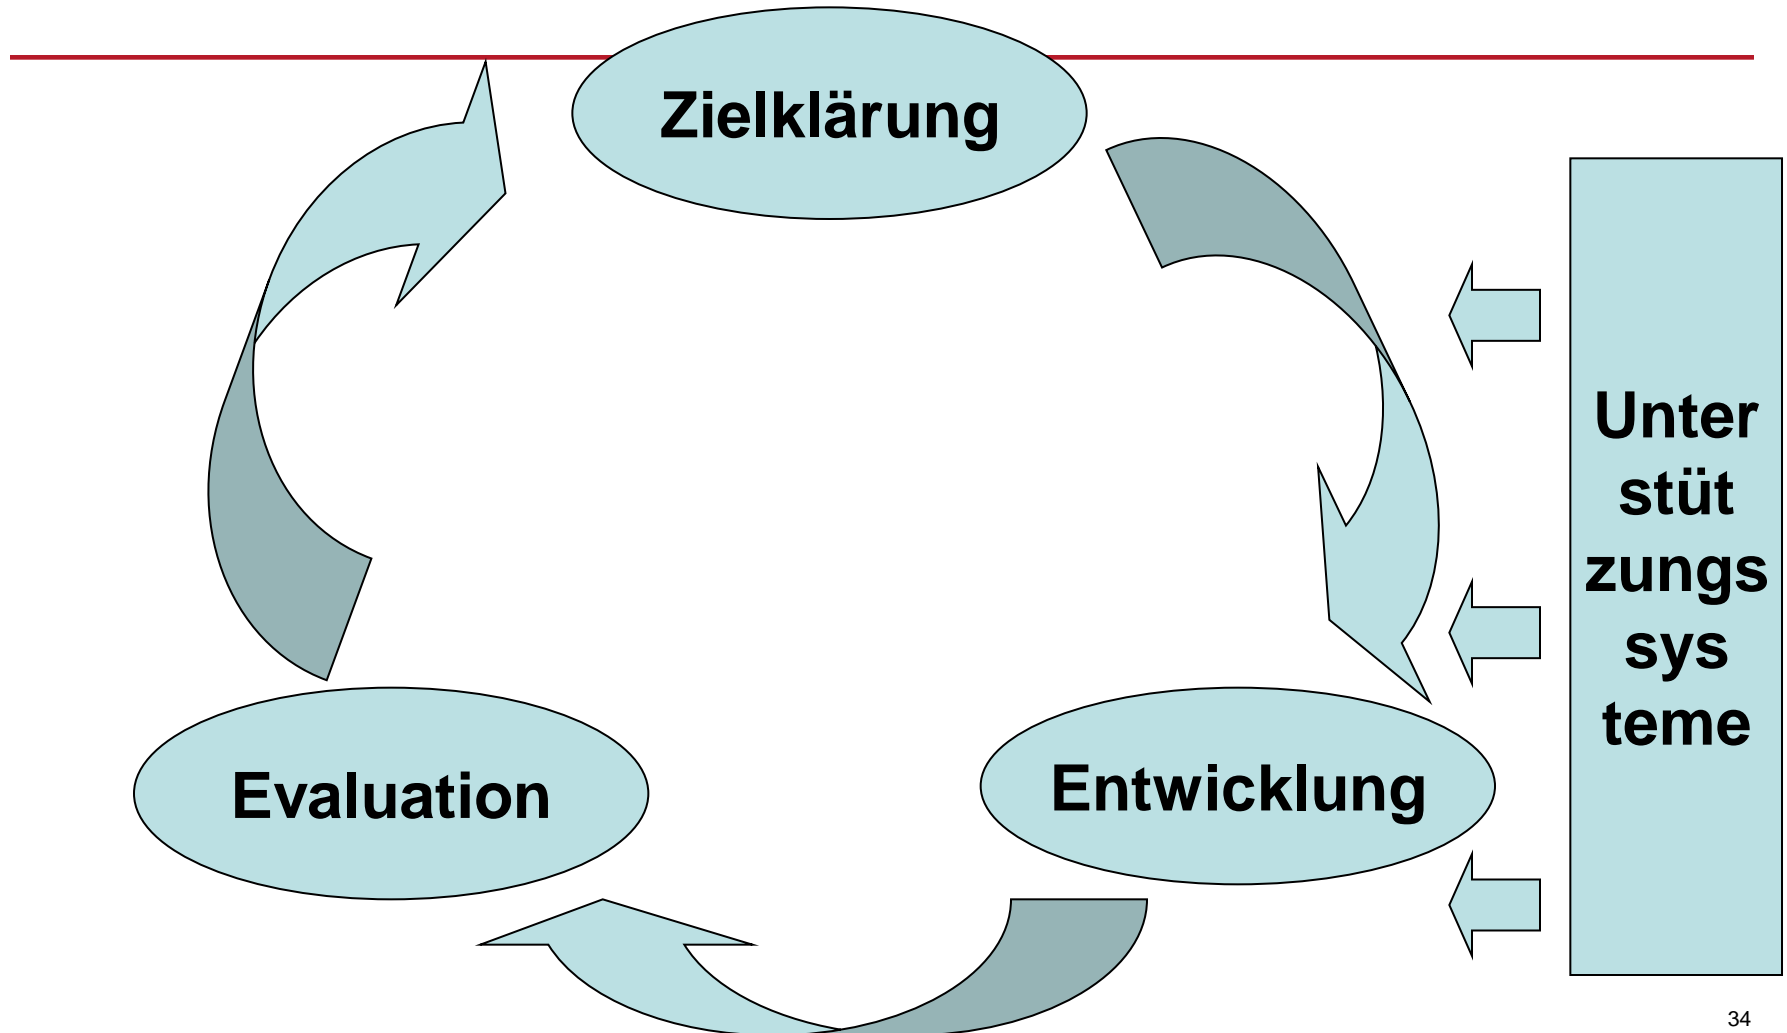 Zielklärung
Unter
stüt
zungs
sys
teme
Evaluation
Entwicklung
34